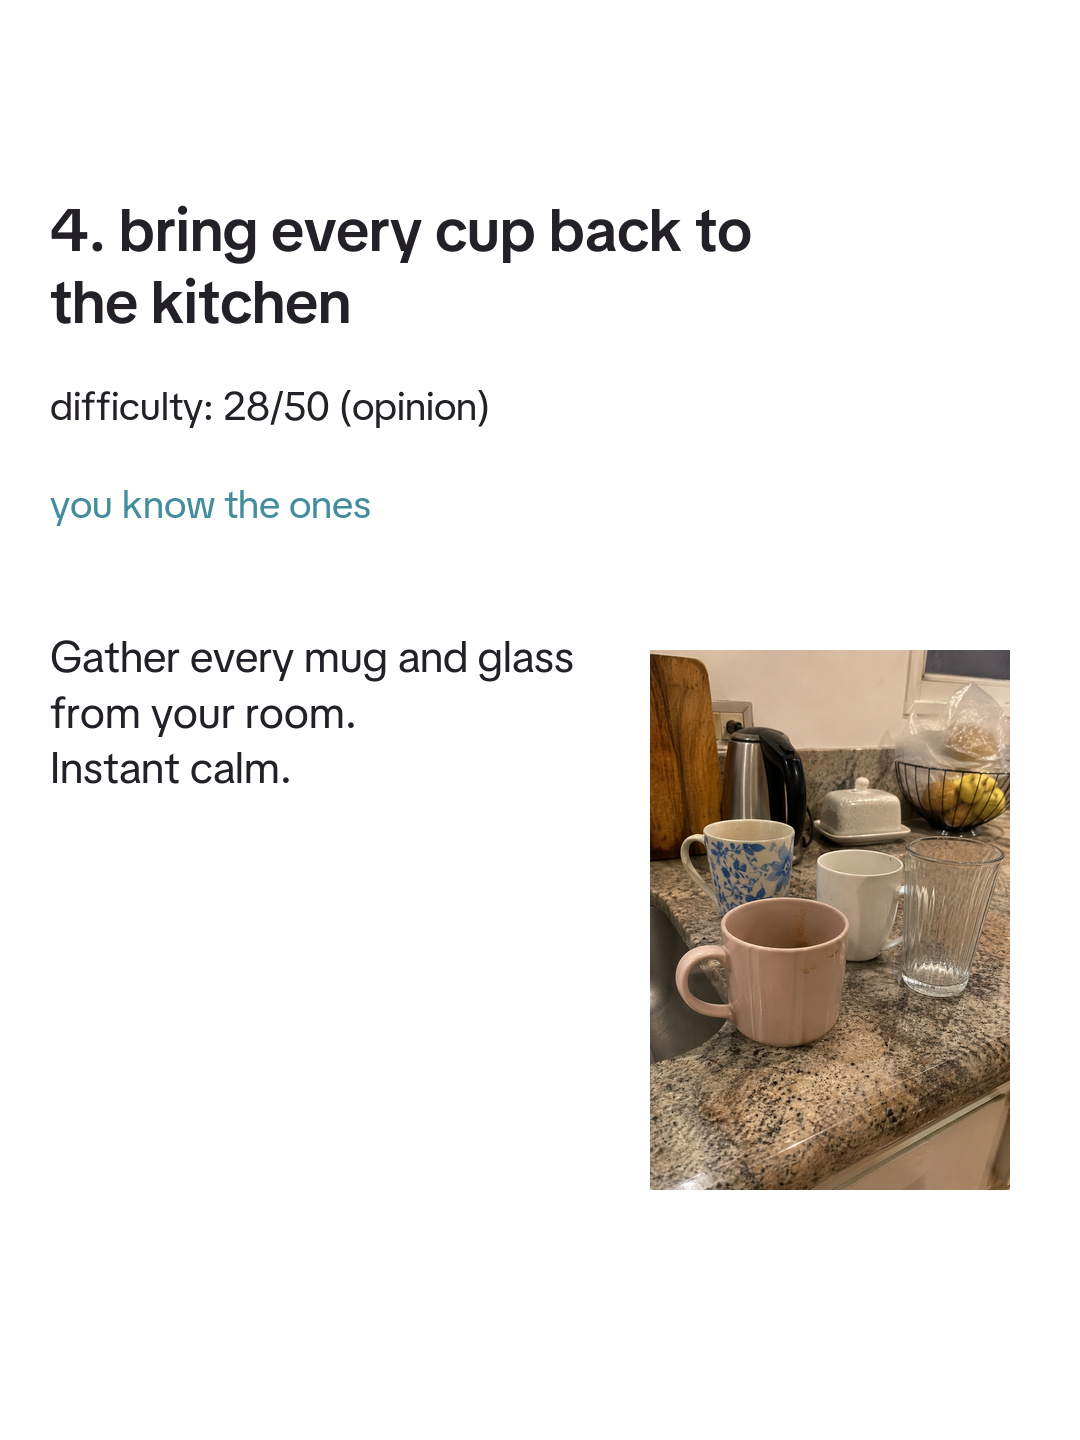 4. bring every cup back to
the kitchen
difficulty: 28/50 (opinion)
you know the ones
Gather every mug and glass
from your room.
Instant calm.